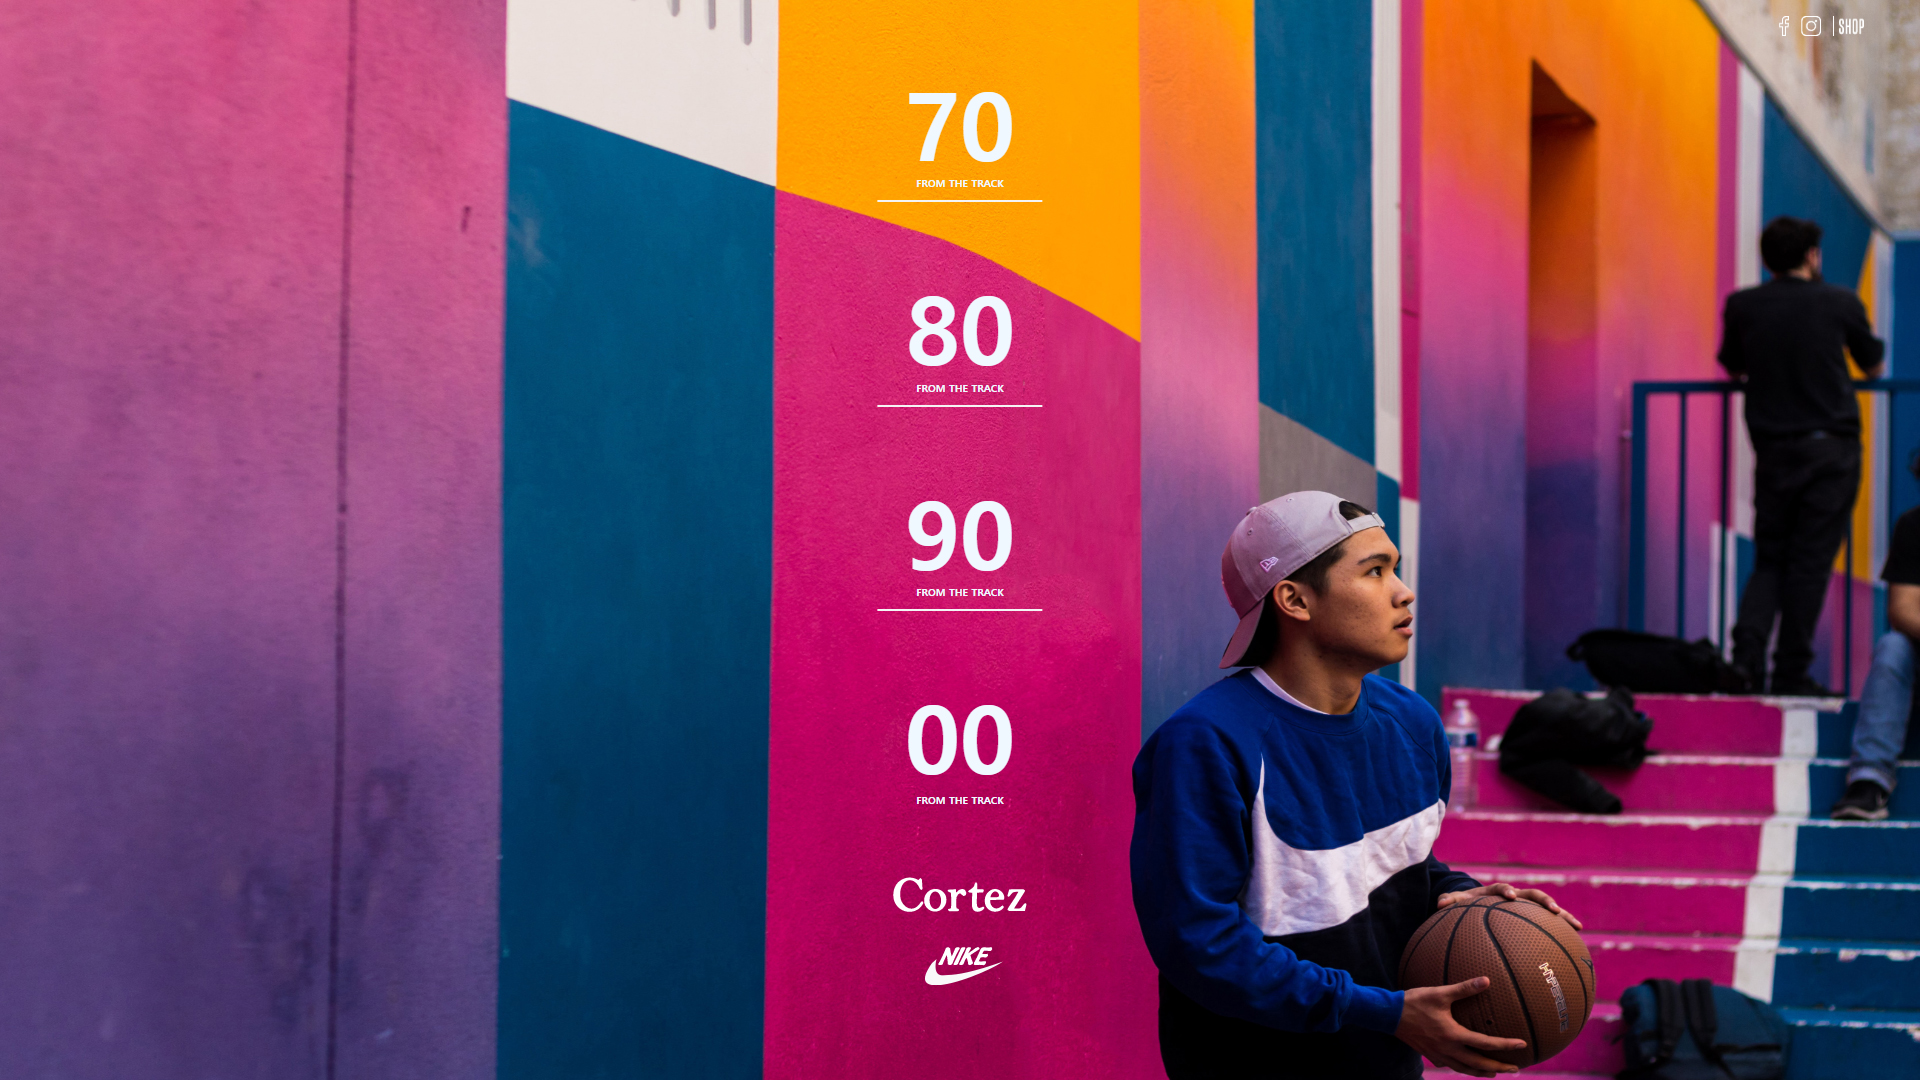 SHOP
70
FROM THE TRACK
80
FROM THE TRACK
90
FROM THE TRACK
00
FROM THE TRACK
Cortez
NIKE